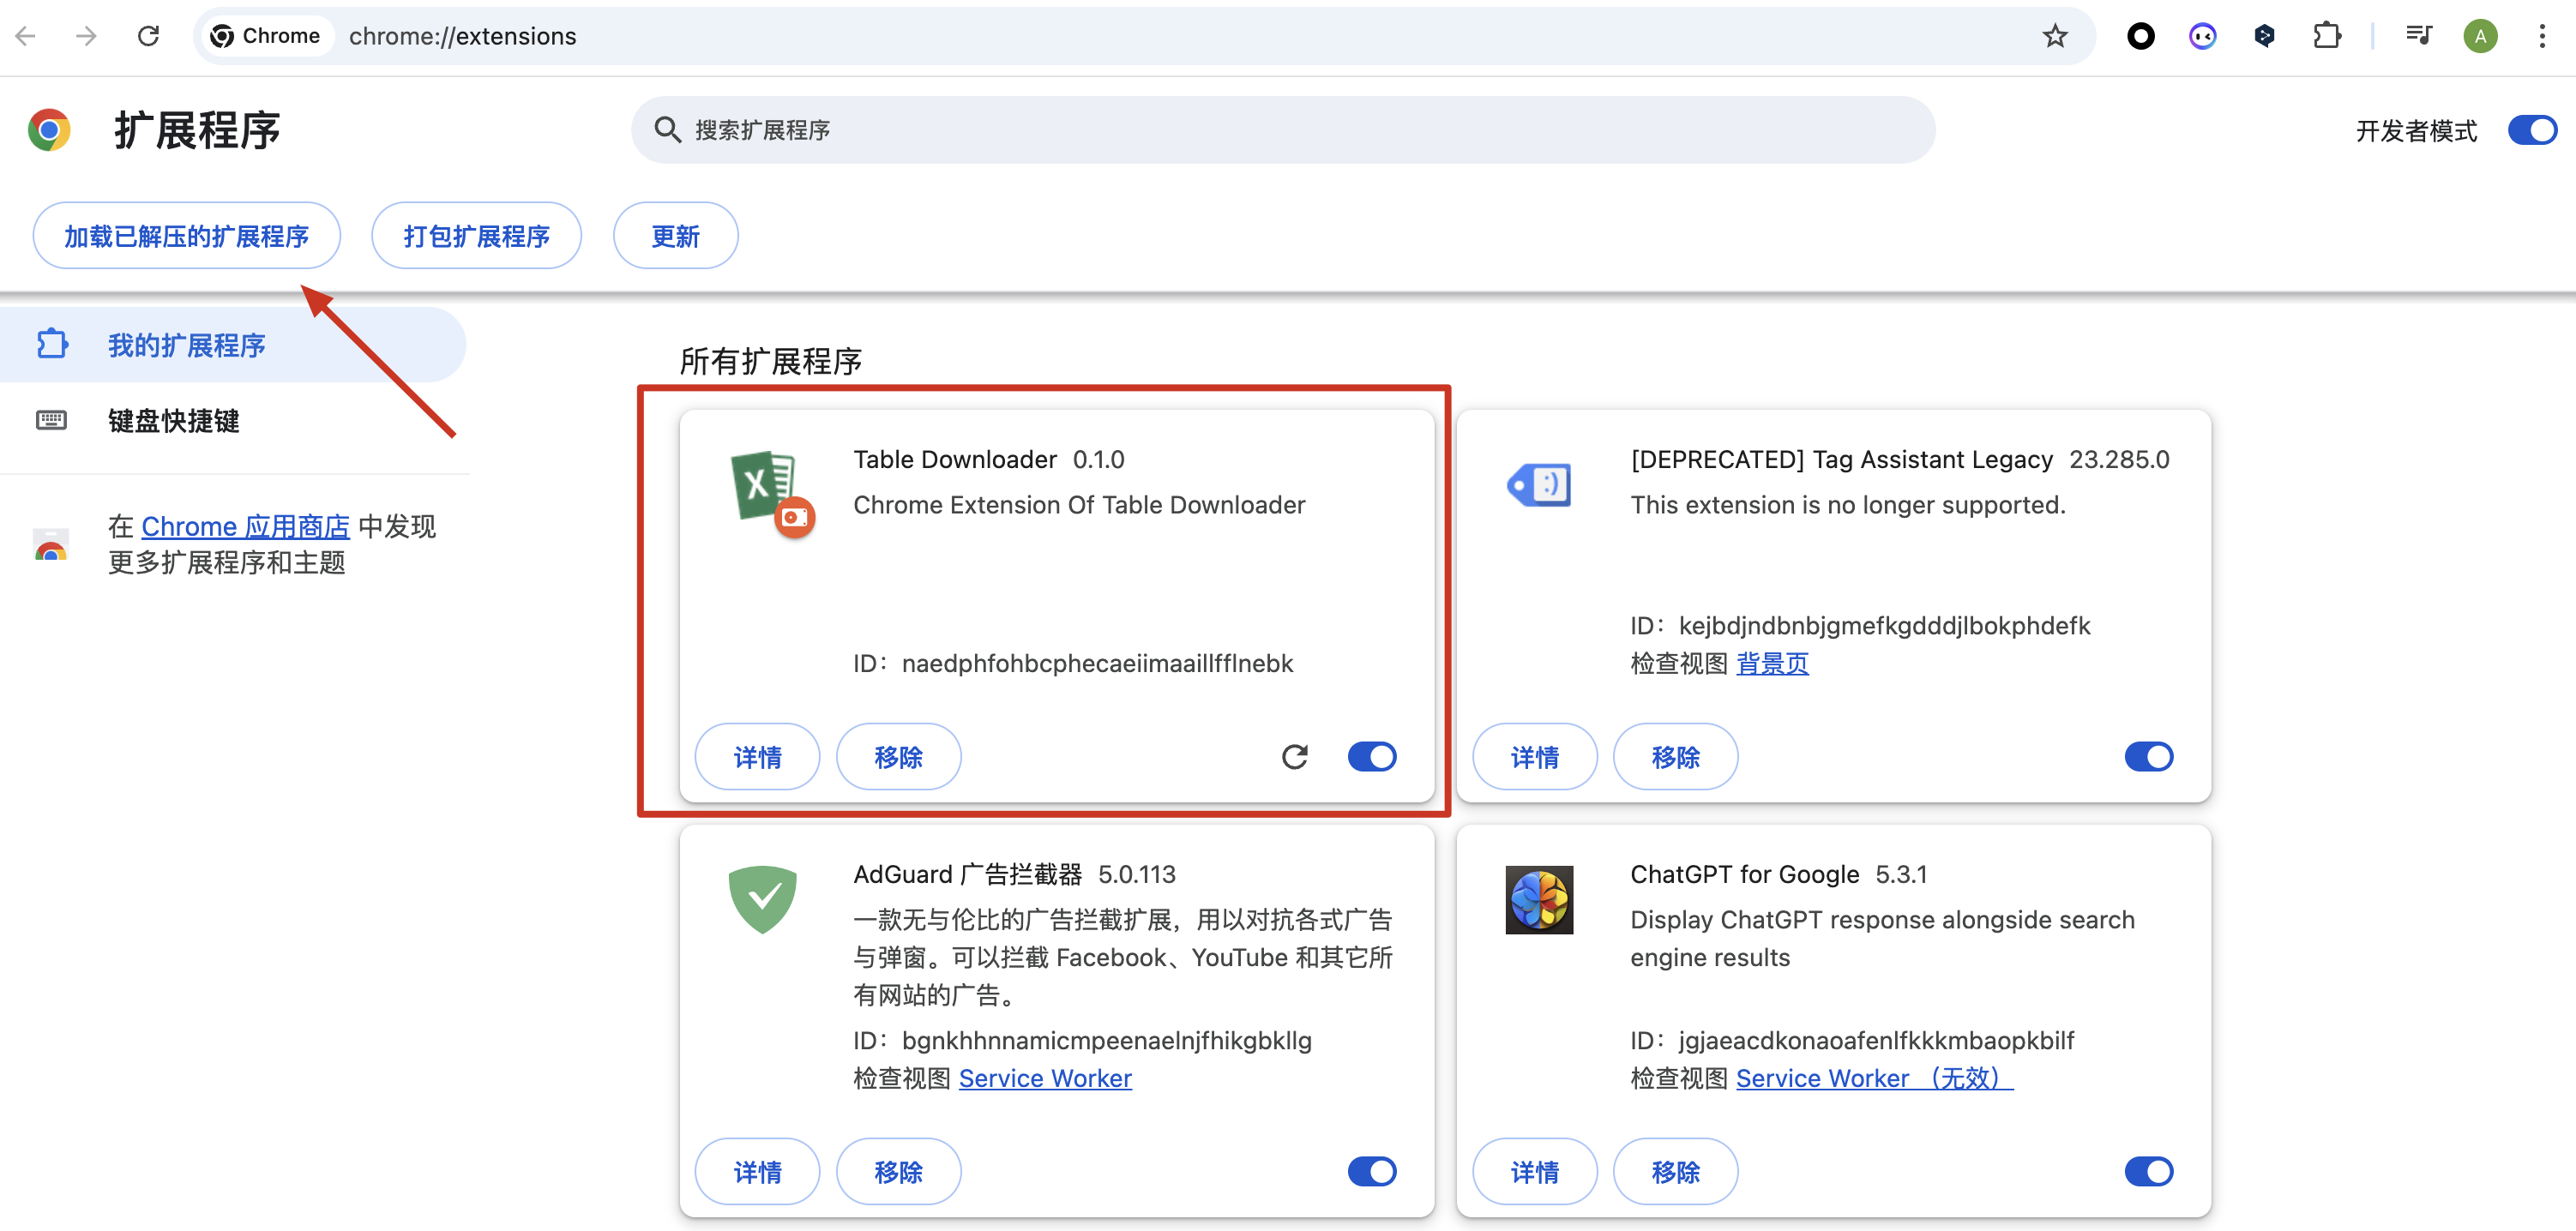 Chrome chrome://extensions
A
扩展程序
搜索扩展程序
开发者模式
加载已解压的扩展程序 打包扩展程序 更新
我的扩展程序
键盘快捷键
在 Chrome 应用商店 中发现
更多扩展程序和主题
所有扩展程序
Table Downloader 0.1.0
Chrome Extension Of Table Downloader
ID：naedphfohbcphecaeiimaaillfflnebk
详情 移除
[DEPRECATED] Tag Assistant Legacy 23.285.0
This extension is no longer supported.
ID：kejbdjndbnbjgmefkgdddjlbokphdefk
检查视图 背景页
详情 移除
AdGuard 广告拦截器 5.0.113
一款无与伦比的广告拦截扩展，用以对抗各式广告
与弹窗。可以拦截 Facebook、YouTube 和其它所
有网站的广告。
ID：bgnkhhnnamicmpeenaelnjfhikgbkllg
检查视图 Service Worker
详情 移除
ChatGPT for Google 5.3.1
Display ChatGPT response alongside search
engine results
ID：jgjaeacdkonaoafenlfkkkmbaopkbilf
检查视图 Service Worker （无效）
详情 移除